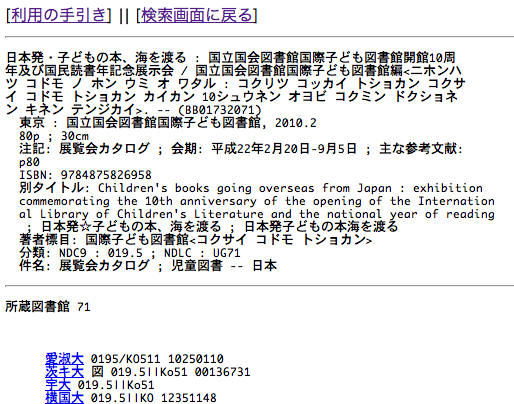 [利用の手引き] || [検索画面に戻る]
日本発・子どもの本、海を渡る : 国立国会図書館国際子ども図書館開館10周
年及び国民読書年記念展示会 / 国立国会図書館国際子ども図書館編<ニホンハ
ツ コドモ ノ ホン ウミ オ ワタル : コクリツ コッカイ トショカン コクサ
イ コドモ トショカン カイカン 10シュウネン オヨビ コクミン ドクショネ
ン キネン テンジカイ>. -- (BB01732071)
東京 : 国立国会図書館国際子ども図書館, 2010.2
80p ; 30cm
注記: 展覧会カタログ ; 会期: 平成22年2月20日-9月5日 ; 主な参考文献:
p80
ISBN: 9784875826958
別タイトル: Children's books going overseas from Japan : exhibition
commemorating the 10th anniversary of the opening of the Internation
al Library of Children's Literature and the national year of reading
; 日本発☆子どもの本、海を渡る ; 日本発子どもの本海を渡る
著者標目: 国際子ども図書館<コクサイ コドモ トショカン>
分類: NDC9 : 019.5 ; NDLC : UG71
件名: 展覧会カタログ ; 児童図書 -- 日本
所蔵図書館 71
愛淑大 0195/KO511 10250110
茨キ大 図 019.5||Ko51 00136731
宇大 019.5||Ko51
横国大 019.5||KO 12351148